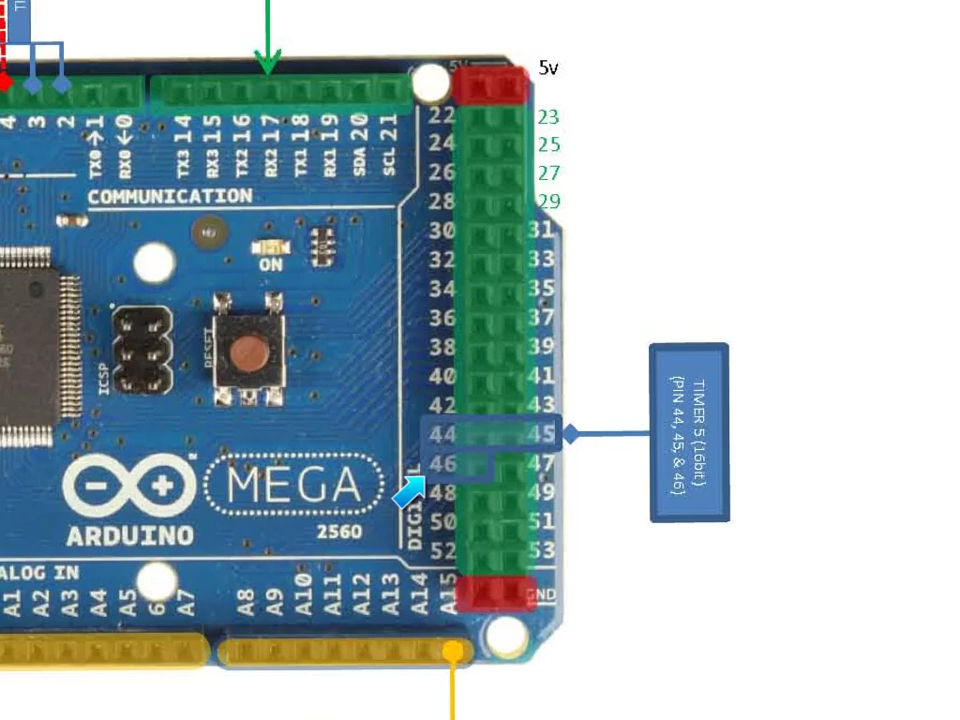 TI
5V
5v
4 3 2 TX0→1 RX0←0
TX3 14
RX3 15
TX2 16
RX2 17
TX1 18
RX1 19
SDA 20
SCL 21
COMMUNICATION
22 23
24 25
26 27
28 29
30 31
32 33
34 35
36 37
38 39
40 41
42 43
44 45
46 47
48 49
50 51
52 53
GND
ON
RESET
ICSP
TIMER 5 (16bit)
(PIN 44, 45, & 46)
MEGA
2560
ARDUINO
ALOG IN
A1 A2 A3 A4 A5 6 A7
A8 A9 A10 A11 A12 A13 A14 A15